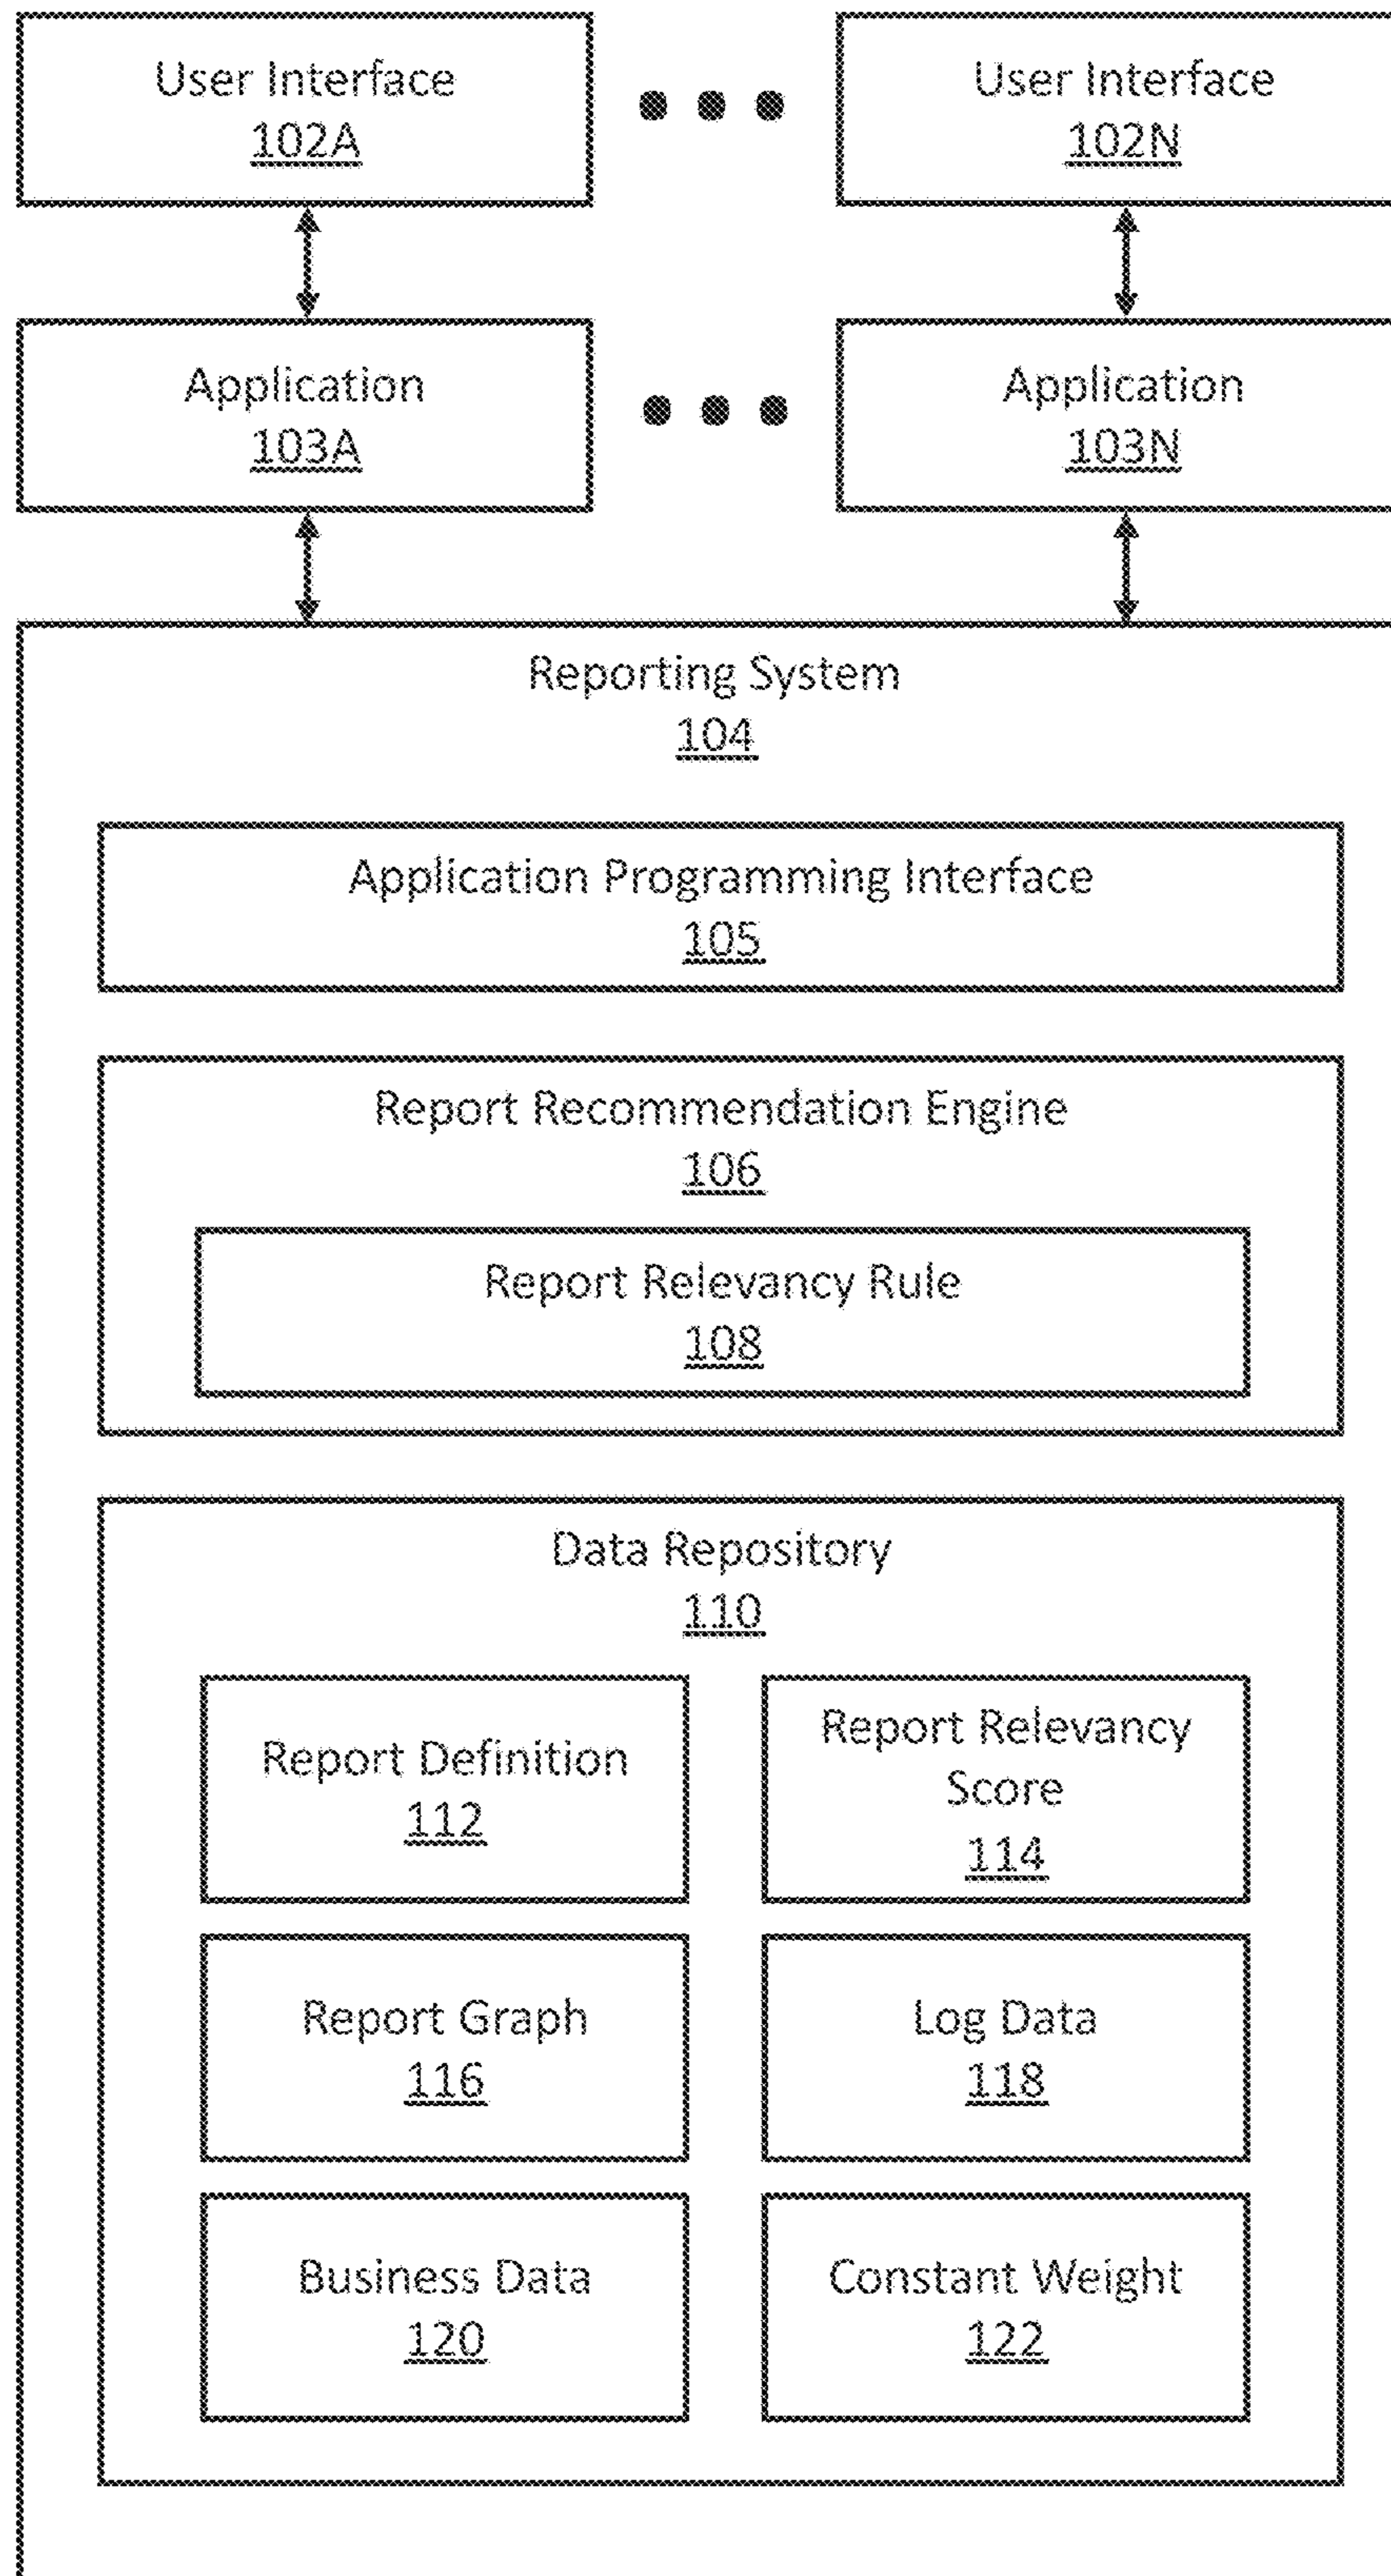 User Interface
102A
User Interface
102N
Application
103A
Application
103N
Reporting System
104
Application Programming Interface
105
Report Recommendation Engine
106
Report Relevancy Rule
108
Data Repository
110
Report Definition
112
Report Relevancy
Score
114
Report Graph
116
Log Data
118
Business Data
120
Constant Weight
122